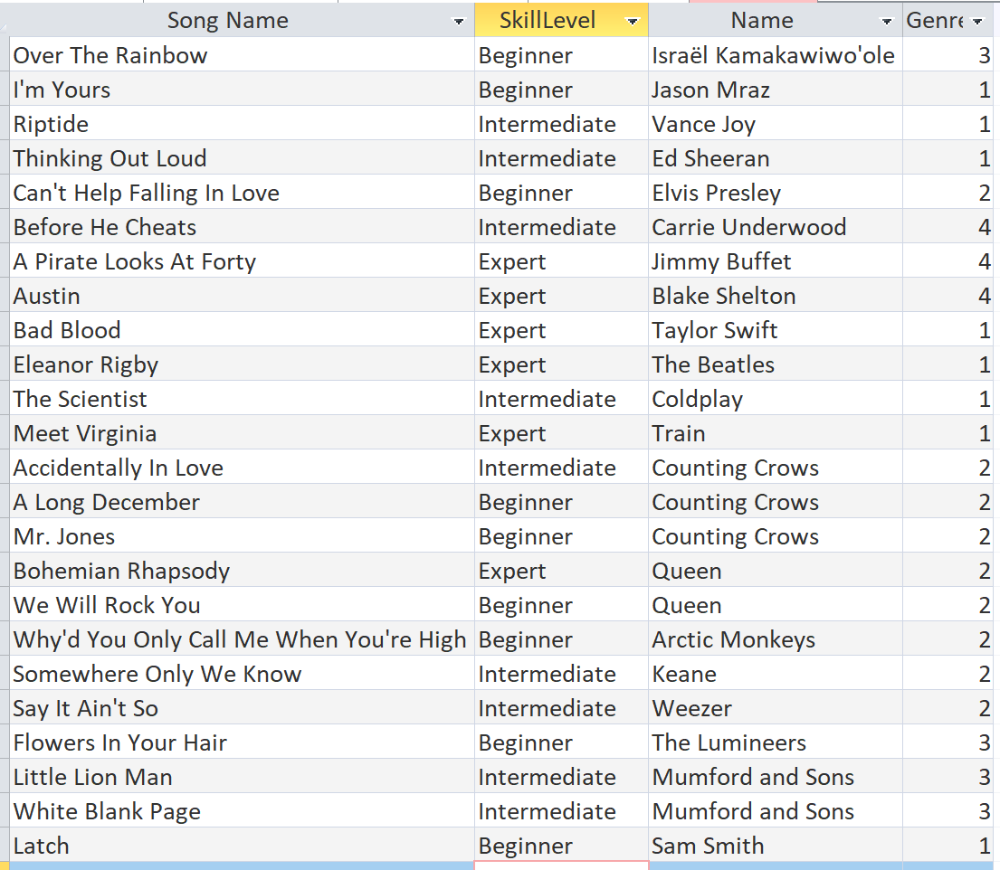 Song Name SkillLevel Name Genre
Over The Rainbow Beginner Israël Kamakawiwo'ole 3
I'm Yours Beginner Jason Mraz 1
Riptide Intermediate Vance Joy 1
Thinking Out Loud Intermediate Ed Sheeran 1
Can't Help Falling In Love Beginner Elvis Presley 2
Before He Cheats Intermediate Carrie Underwood 4
A Pirate Looks At Forty Expert Jimmy Buffet 4
Austin Expert Blake Shelton 4
Bad Blood Expert Taylor Swift 1
Eleanor Rigby Expert The Beatles 1
The Scientist Intermediate Coldplay 1
Meet Virginia Expert Train 1
Accidentally In Love Intermediate Counting Crows 2
A Long December Beginner Counting Crows 2
Mr. Jones Beginner Counting Crows 2
Bohemian Rhapsody Expert Queen 2
We Will Rock You Beginner Queen 2
Why'd You Only Call Me When You're High Beginner Arctic Monkeys 2
Somewhere Only We Know Intermediate Keane 2
Say It Ain't So Intermediate Weezer 2
Flowers In Your Hair Beginner The Lumineers 3
Little Lion Man Intermediate Mumford and Sons 3
White Blank Page Intermediate Mumford and Sons 3
Latch Beginner Sam Smith 1